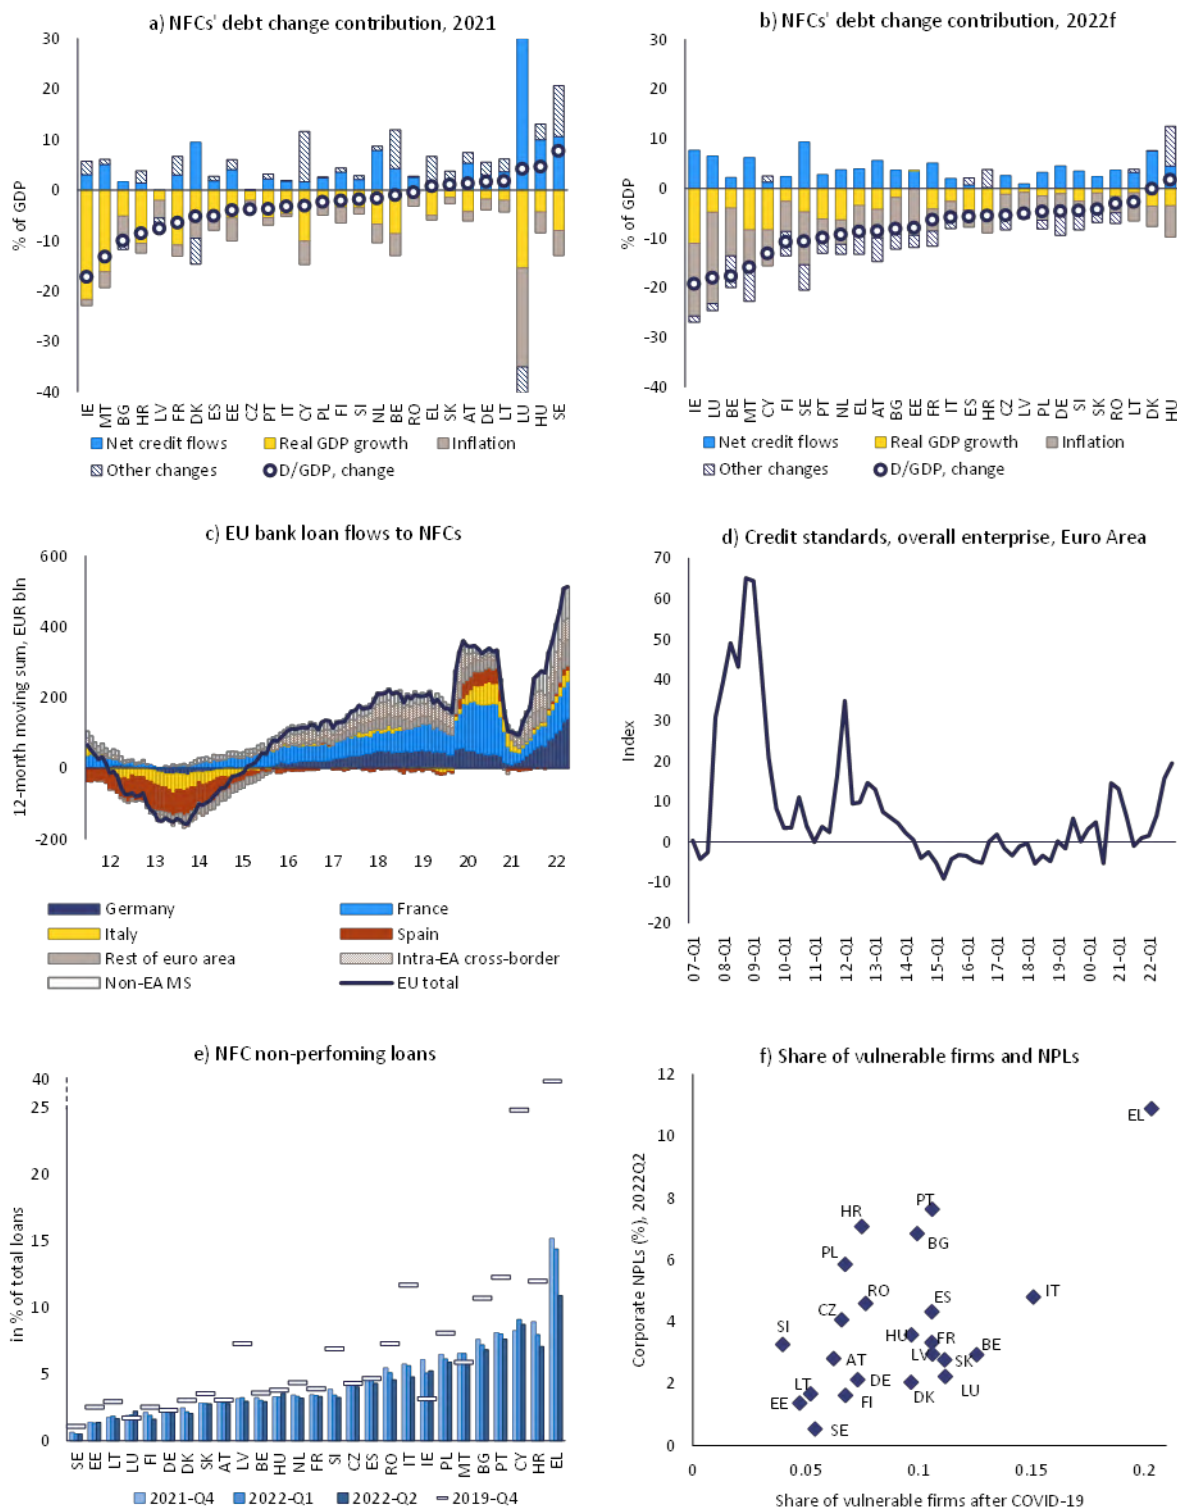 a) NFCs' debt change contribution, 2021
30
20
10
0
-10
-20
-30
-40
% of GDP
IE MT BG HR LV FR DK ES EE CZ PT IT CY PL FI SI NL BE RO EL SK AT DE LT LU HU SE
Net credit flows Real GDP growth Inflation
Other changes D/GDP, change
b) NFCs' debt change contribution, 2022f
30
20
10
0
-10
-20
-30
-40
% of GDP
IE LU BE MT CY FI SE PT NL EL AT BG EE FR IT ES HR CZ LV PL DE SI SK RO LT DK HU
Net credit flows Real GDP growth Inflation
Other changes D/GDP, change
c) EU bank loan flows to NFCs
600
400
200
0
-200
12-month moving sum, EUR bln
12 13 14 15 16 17 18 19 20 21 22
Germany France
Italy Spain
Rest of euro area Intra-EA cross-border
Non-EA MS EU total
d) Credit standards, overall enterprise, Euro Area
70
60
50
40
30
20
10
0
-10
-20
Index
07-Q1 08-Q1 09-Q1 10-Q1 11-Q1 12-Q1 13-Q1 14-Q1 15-Q1 16-Q1 17-Q1 18-Q1 19-Q1 00-Q1 21-Q1 22-Q1
e) NFC non-perfoming loans
40
25
20
15
10
5
0
in % of total loans
SE EE LT LU FI DE DK SK AT LV BE HU NL FR SI CZ ES RO IT IE PL MT BG PT CY HR EL
2021-Q4 2022-Q1 2022-Q2 2019-Q4
f) Share of vulnerable firms and NPLs
12
10
8
6
4
2
0
Corporate NPLs (%), 2022Q2
EL
PT
HR
BG
PL
IT
RO
ES
CZ
SI
HU
FR
BE
LV
SK
AT
DE
LU
DK
LT
FI
EE
SE
0 0.05 0.1 0.15 0.2
Share of vulnerable firms after COVID-19